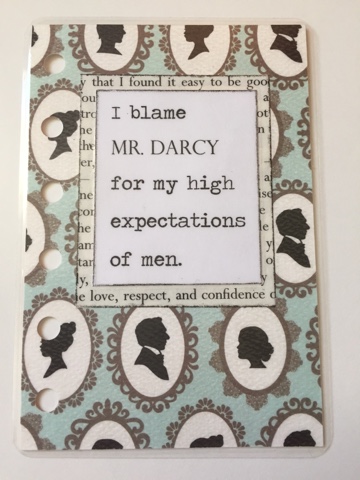 y that I found it easy to be goo
I blame
MR. DARCY
for my high
expectations
of men.
e love, respect, and confidence o